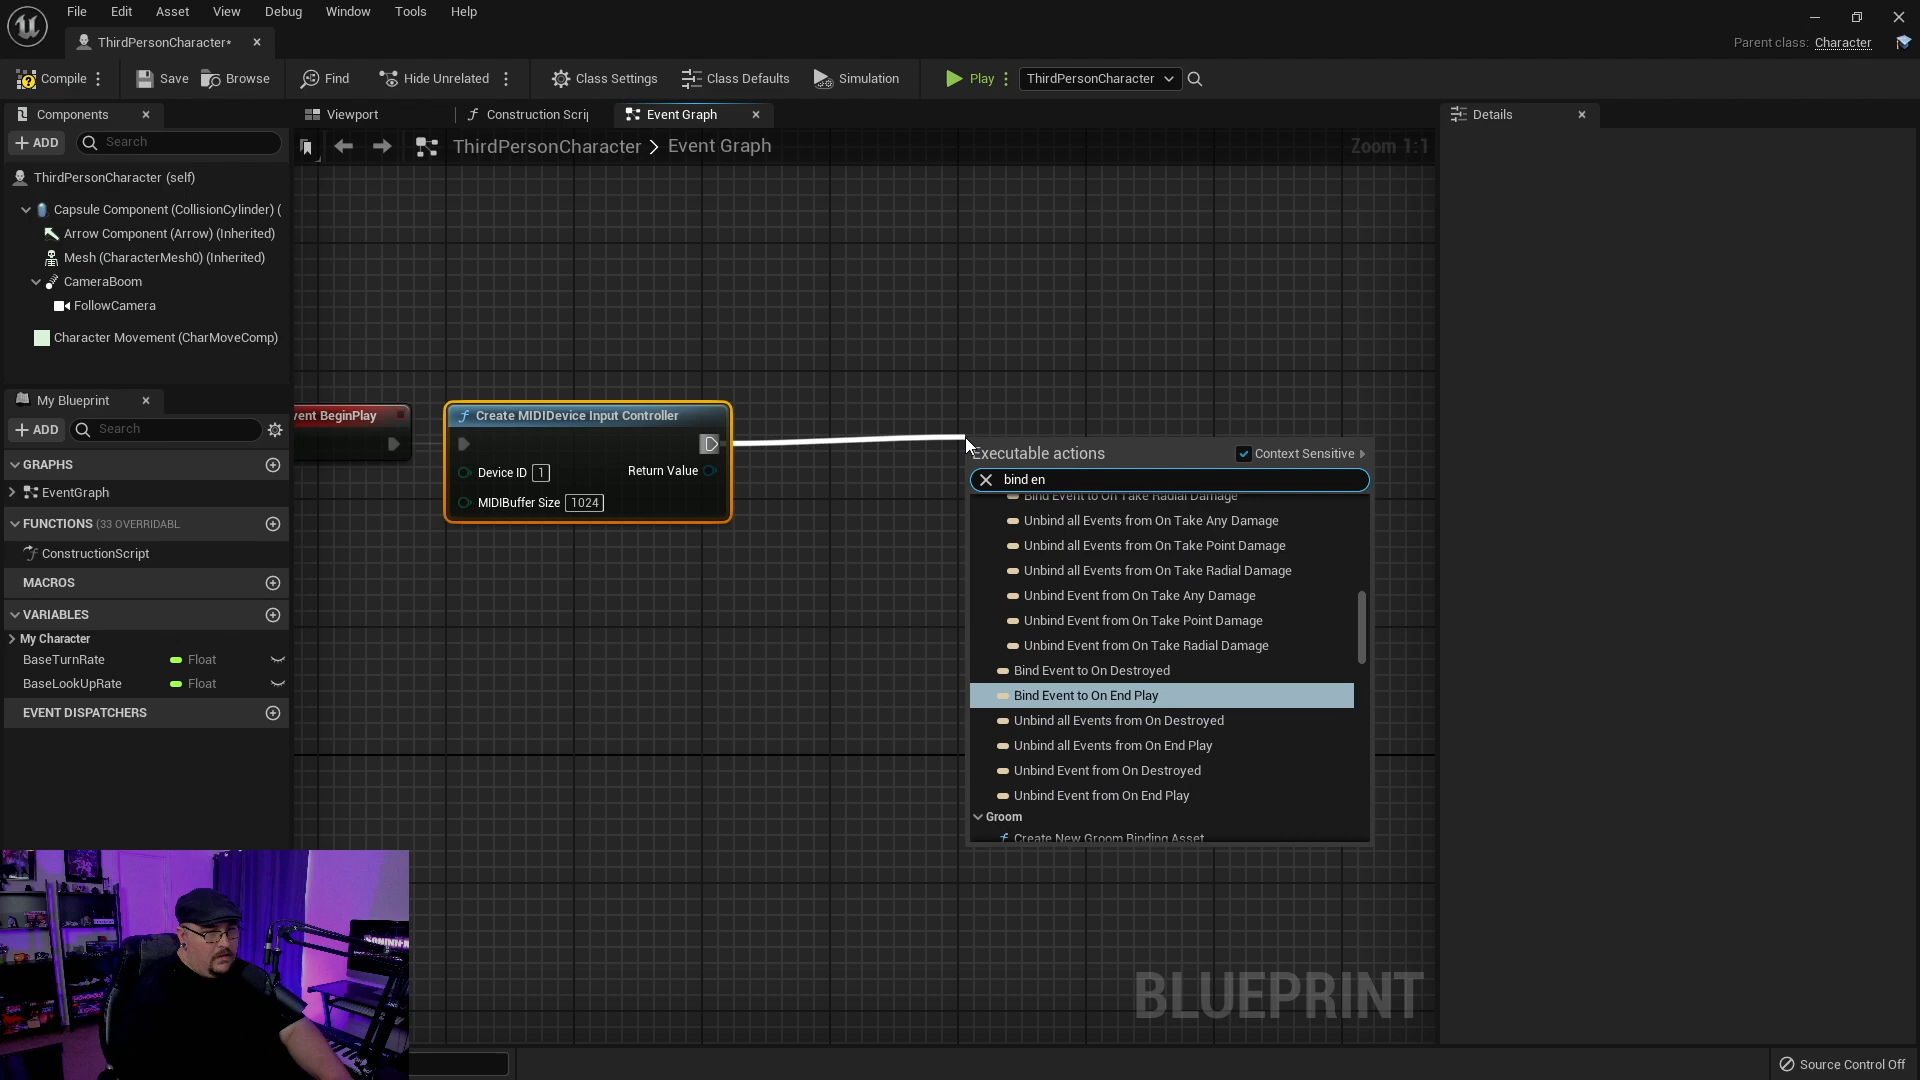 File Edit Asset View Debug Window Tools Help
ThirdPersonCharacter*
Parent class: Character
Compile Save Browse Find Hide Unrelated Class Settings Class Defaults Simulation Play ThirdPersonCharacter
Components
ADD Search
ThirdPersonCharacter (self)
Capsule Component (CollisionCylinder) (
Arrow Component (Arrow) (Inherited)
Mesh (CharacterMesh0) (Inherited)
CameraBoom
FollowCamera
Character Movement (CharMoveComp)
My Blueprint
ADD Search
GRAPHS
EventGraph
FUNCTIONS (33 OVERRIDABL
ConstructionScript
MACROS
VARIABLES
My Character
BaseTurnRate Float
BaseLookUpRate Float
EVENT DISPATCHERS
Viewport Construction Scri Event Graph
ThirdPersonCharacter > Event Graph
Zoom 1:1
vent BeginPlay
Create MIDIDevice Input Controller
Device ID 1 Return Value
MIDIBuffer Size 1024
Executable actions Context Sensitive
bind en
Bind Event to On Take Radial Damage
Unbind all Events from On Take Any Damage
Unbind all Events from On Take Point Damage
Unbind all Events from On Take Radial Damage
Unbind Event from On Take Any Damage
Unbind Event from On Take Point Damage
Unbind Event from On Take Radial Damage
Bind Event to On Destroyed
Bind Event to On End Play
Unbind all Events from On Destroyed
Unbind all Events from On End Play
Unbind Event from On Destroyed
Unbind Event from On End Play
Groom
Create New Groom Binding Asset
BLUEPRINT
Details
Source Control Off